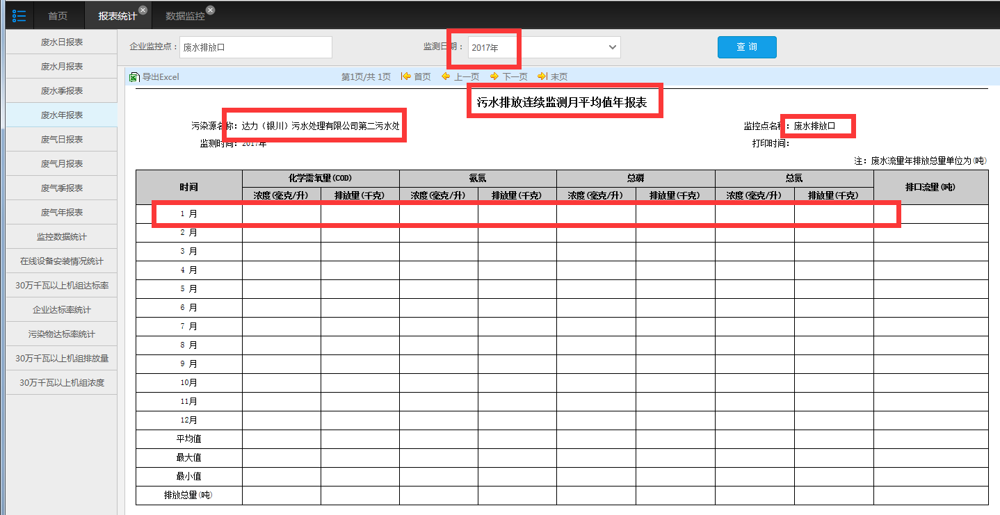 首页 报表统计 数据监控
废水日报表
废水月报表
废水季报表
废水年报表
废气日报表
废气月报表
废气季报表
废气年报表
监控数据统计
在线设备安装情况统计
30万千瓦以上机组达标率
企业达标率统计
污染物达标率统计
30万千瓦以上机组排放量
30万千瓦以上机组浓度
企业监控点： 废水排放口 监测日期： 2017年 查 询
导出Excel 第1页/共 1页 首页 上一页 下一页 末页
污水排放连续监测月平均值年报表
污染源名称：达力（银川）污水处理有限公司第二污水处 监控点名称：废水排放口
监测时间：2017年 打印时间：
注：废水流量年排放总量单位为(吨)
时间 化学需氧量(COD) 氨氮 总磷 总氮 排口流量(吨)
浓度(毫克/升) 排放量(千克) 浓度(毫克/升) 排放量(千克) 浓度(毫克/升) 排放量(千克) 浓度(毫克/升) 排放量(千克)
1 月
2 月
3 月
4 月
5 月
6 月
7 月
8 月
9 月
10月
11月
12月
平均值
最大值
最小值
排放总量(吨)